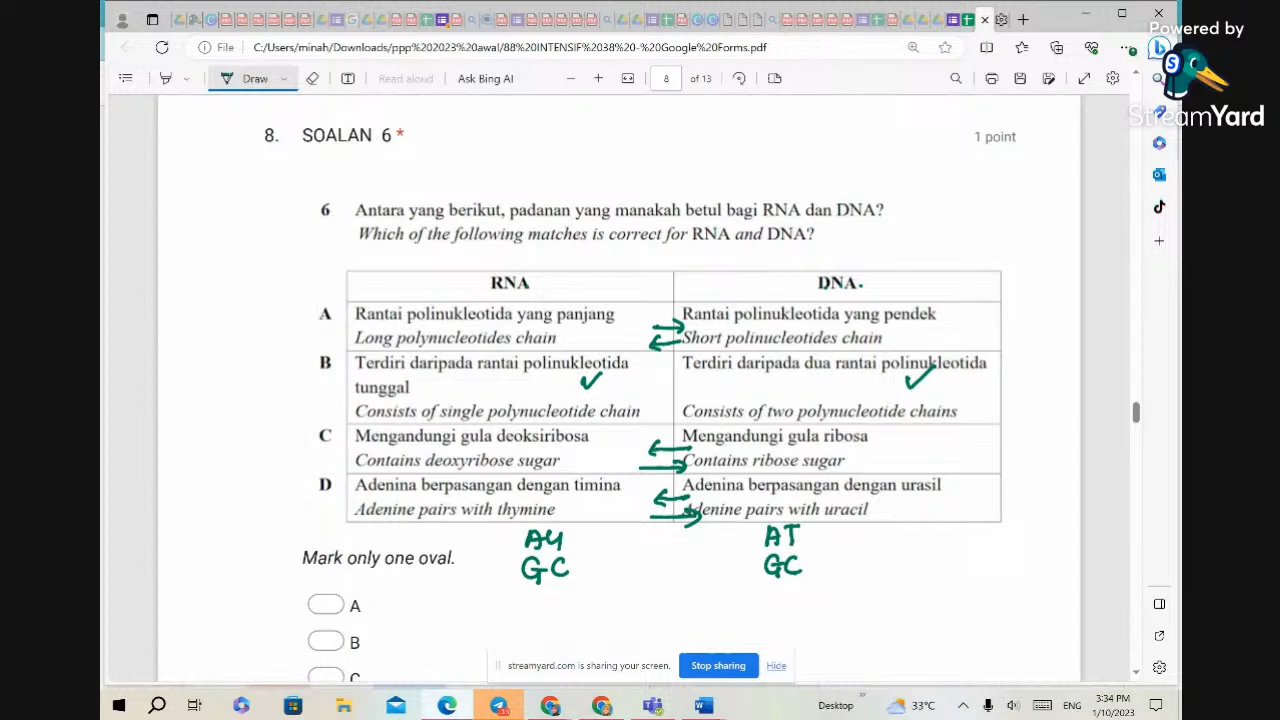 Powered by
StreamYard
File
C:/Users/minah/Downloads/ppp%202023%20awal/88%20INTENSIF%2038%20-%20Google%20Forms.pdf
Draw
Read aloud
Ask Bing AI
8
of 13
8. SOALAN 6 *
1 point
6 Antara yang berikut, padanan yang manakah betul bagi RNA dan DNA?
Which of the following matches is correct for RNA and DNA?
RNA
DNA
A Rantai polinukleotida yang panjang
Long polynucleotides chain
Rantai polinukleotida yang pendek
Short polinucleotides chain
B Terdiri daripada rantai polinukleotida
tunggal
Consists of single polynucleotide chain
Terdiri daripada dua rantai polinukleotida
Consists of two polynucleotide chains
C Mengandungi gula deoksiribosa
Contains deoxyribose sugar
Mengandungi gula ribosa
Contains ribose sugar
D Adenina berpasangan dengan timina
Adenine pairs with thymine
Adenina berpasangan dengan urasil
Adenine pairs with uracil
AU
GC
AT
GC
Mark only one oval.
A
B
C
streamyard.com is sharing your screen.
Stop sharing
Hide
Desktop
33°C
3:34 PM
1/10/2023